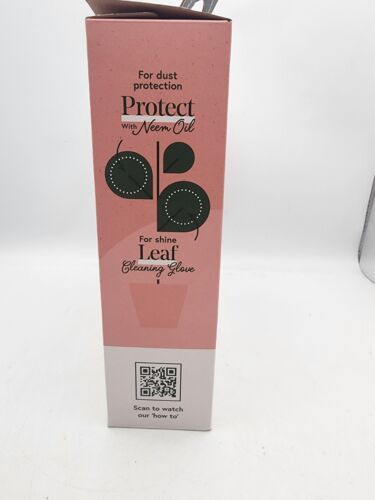 For dust
protection
Protect
With Neem Oil
For shine
Leaf
Cleaning Glove
Scan to watch
our 'how to'